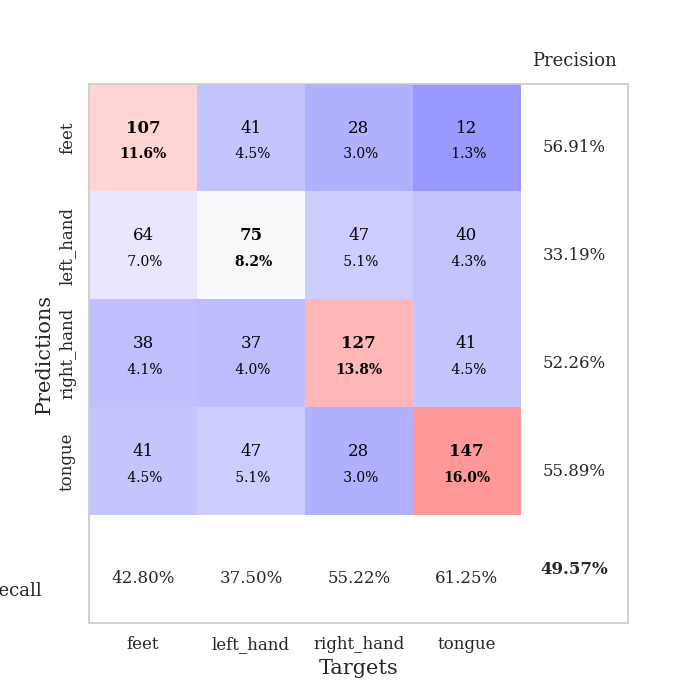 Precision
feet 107 41 28 12 56.91%
11.6% 4.5% 3.0% 1.3%
left_hand 64 75 47 40 33.19%
7.0% 8.2% 5.1% 4.3%
Predictions
right_hand 38 37 127 41 52.26%
4.1% 4.0% 13.8% 4.5%
tongue 41 47 28 147 55.89%
4.5% 5.1% 3.0% 16.0%
ecall 42.80% 37.50% 55.22% 61.25% 49.57%
feet left_hand right_hand tongue
Targets